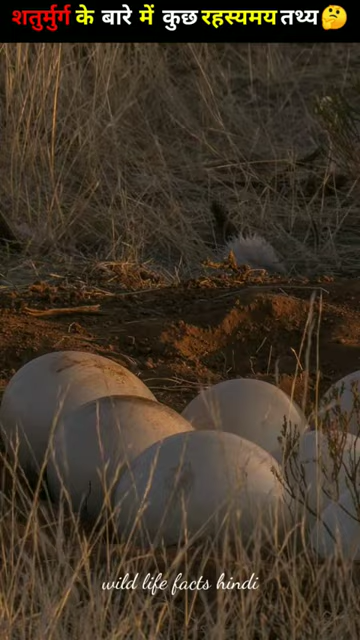 शतुर्मुर्ग के बारे में कुछ रहस्यमय तथ्य🤔
wild life facts hindi